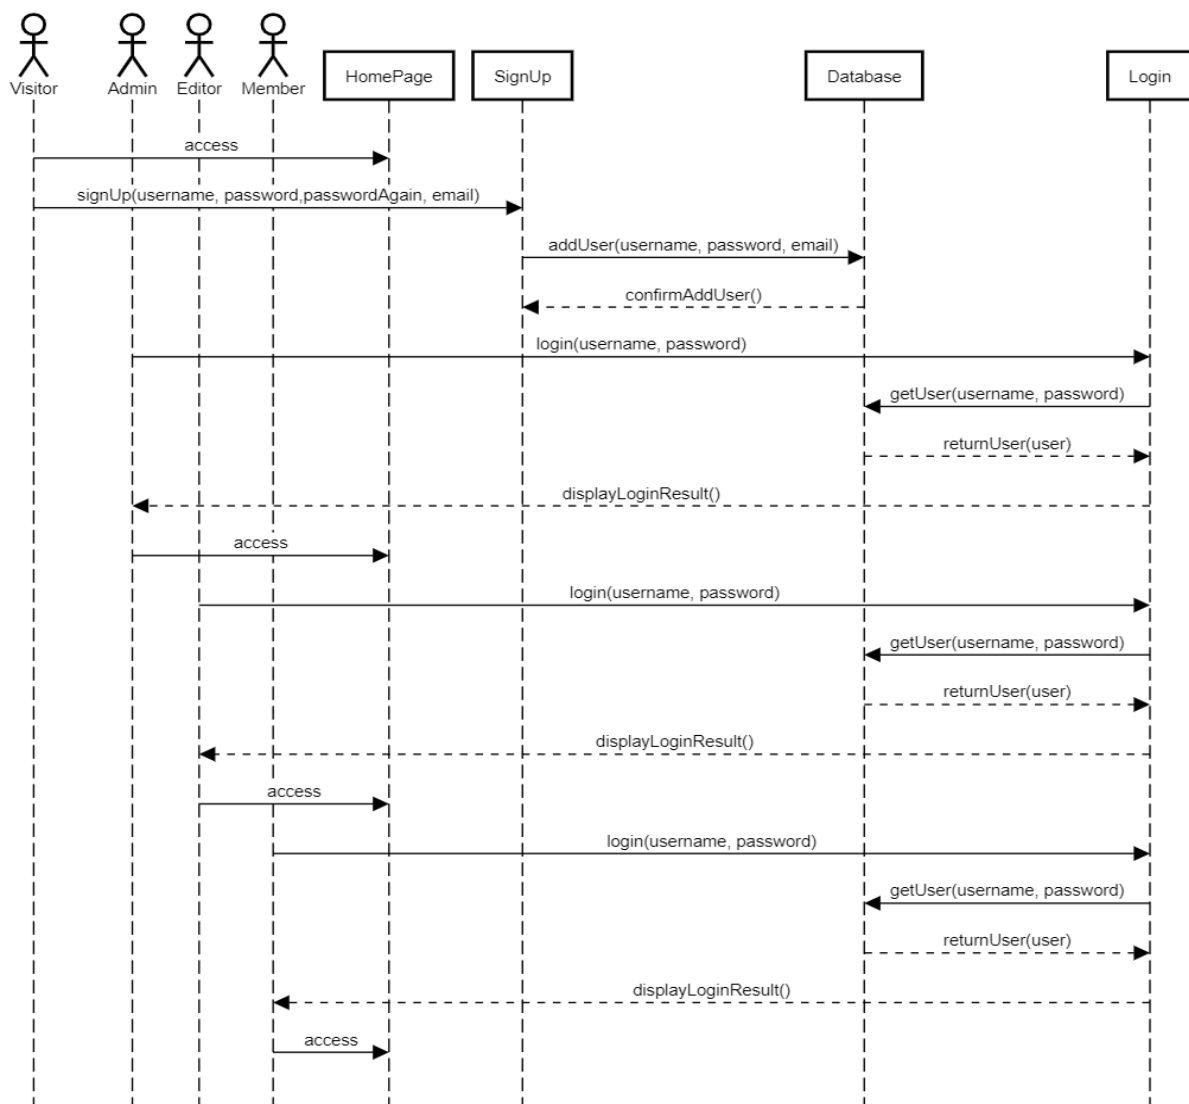 Visitor
Admin
Editor
Member
HomePage
SignUp
Database
Login
access
signUp(username, password,passwordAgain, email)
addUser(username, password, email)
confirmAddUser()
login(username, password)
getUser(username, password)
returnUser(user)
displayLoginResult()
access
login(username, password)
getUser(username, password)
returnUser(user)
displayLoginResult()
access
login(username, password)
getUser(username, password)
returnUser(user)
displayLoginResult()
access